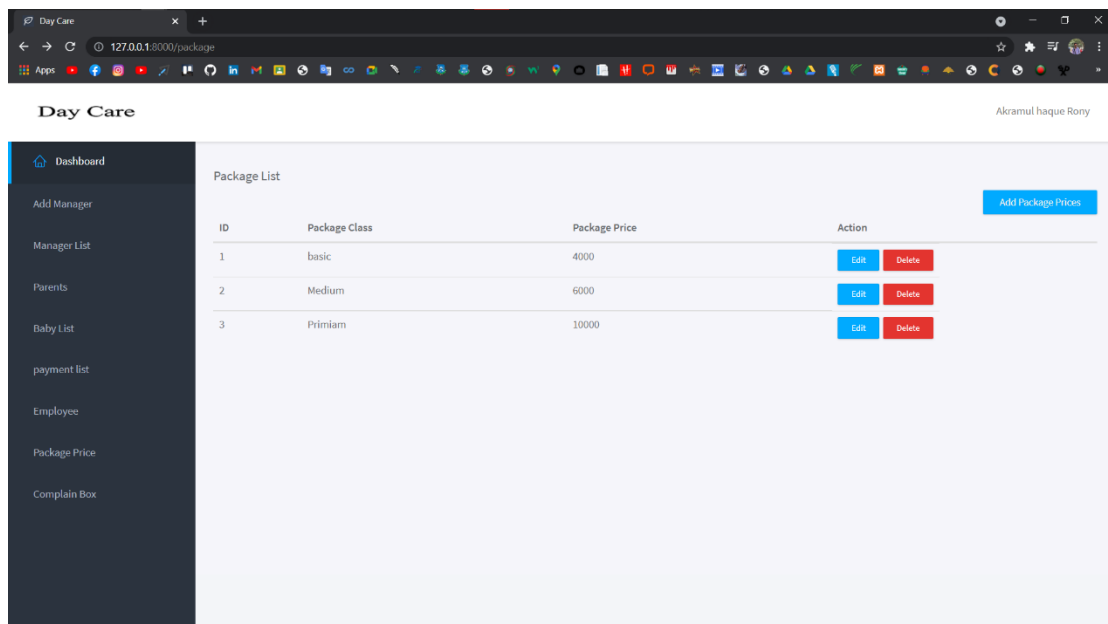 Day Care
127.0.0.1:8000/package
Apps
Day Care
Akramul haque Rony
Dashboard
Add Manager
Manager List
Parents
Baby List
payment list
Employee
Package Price
Complain Box
Package List
Add Package Prices
ID Package Class Package Price Action
1 basic 4000 Edit Delete
2 Medium 6000 Edit Delete
3 Primiam 10000 Edit Delete